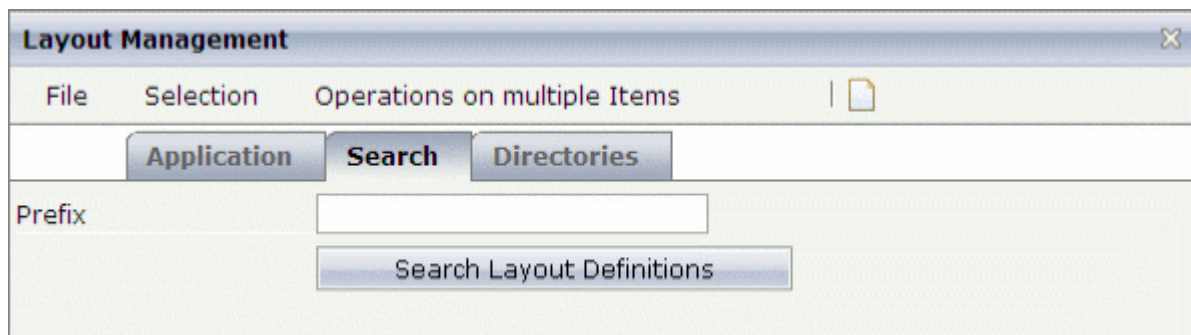 Layout Management
File Selection Operations on multiple Items
Application Search Directories
Prefix
Search Layout Definitions